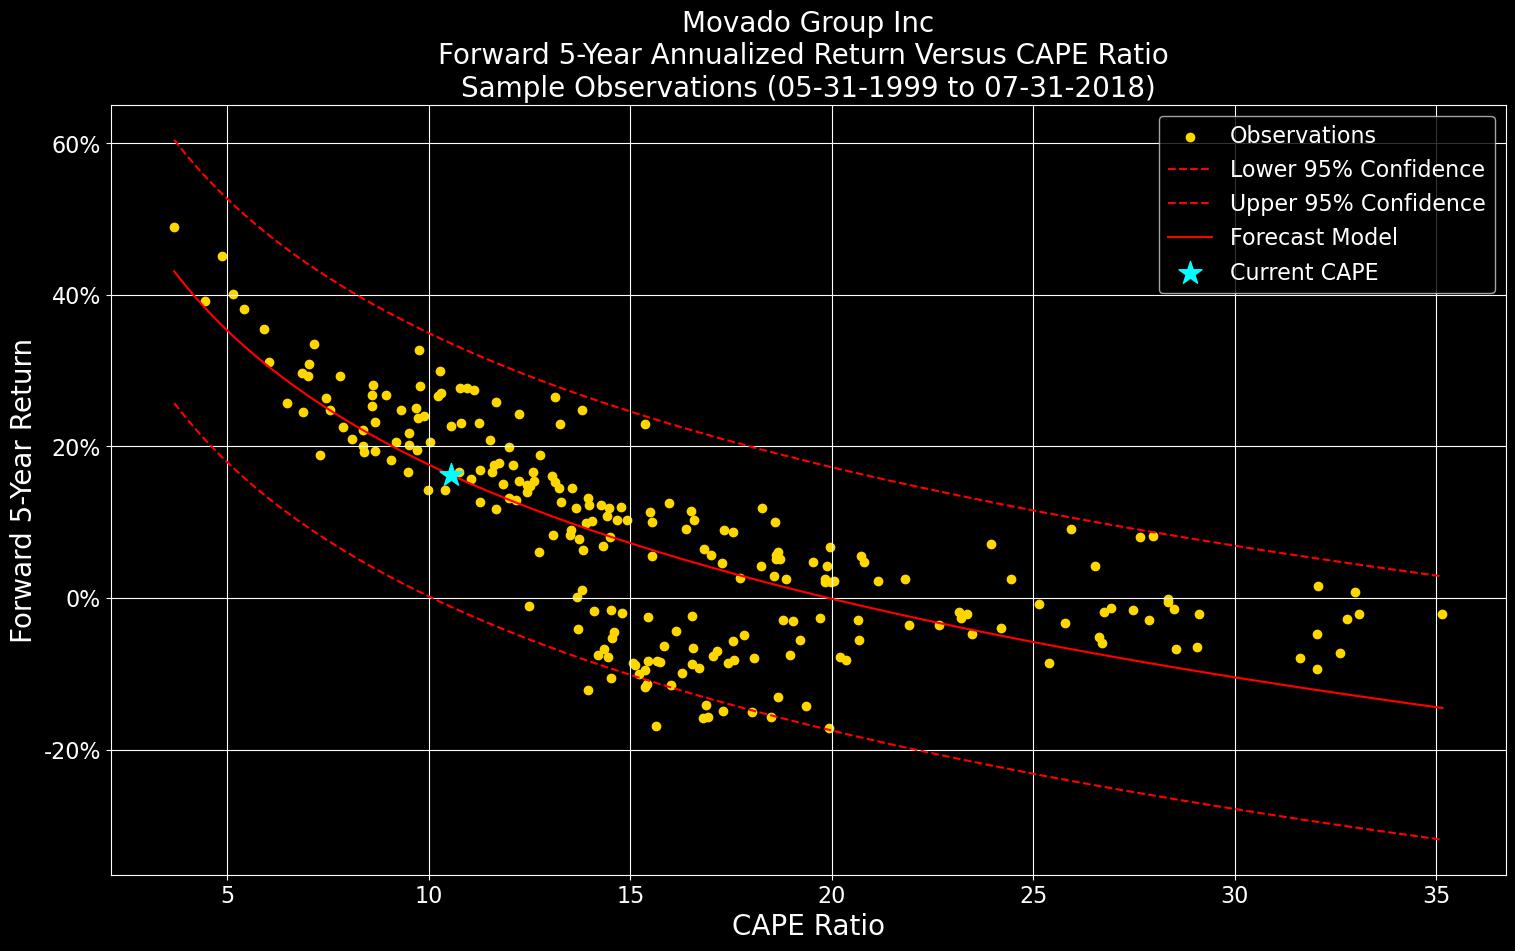 Movado Group Inc
Forward 5-Year Annualized Return Versus CAPE Ratio
Sample Observations (05-31-1999 to 07-31-2018)
Observations
Lower 95% Confidence
Upper 95% Confidence
Forecast Model
Current CAPE
Forward 5-Year Return
60%
40%
20%
0%
-20%
5 10 15 20 25 30 35
CAPE Ratio